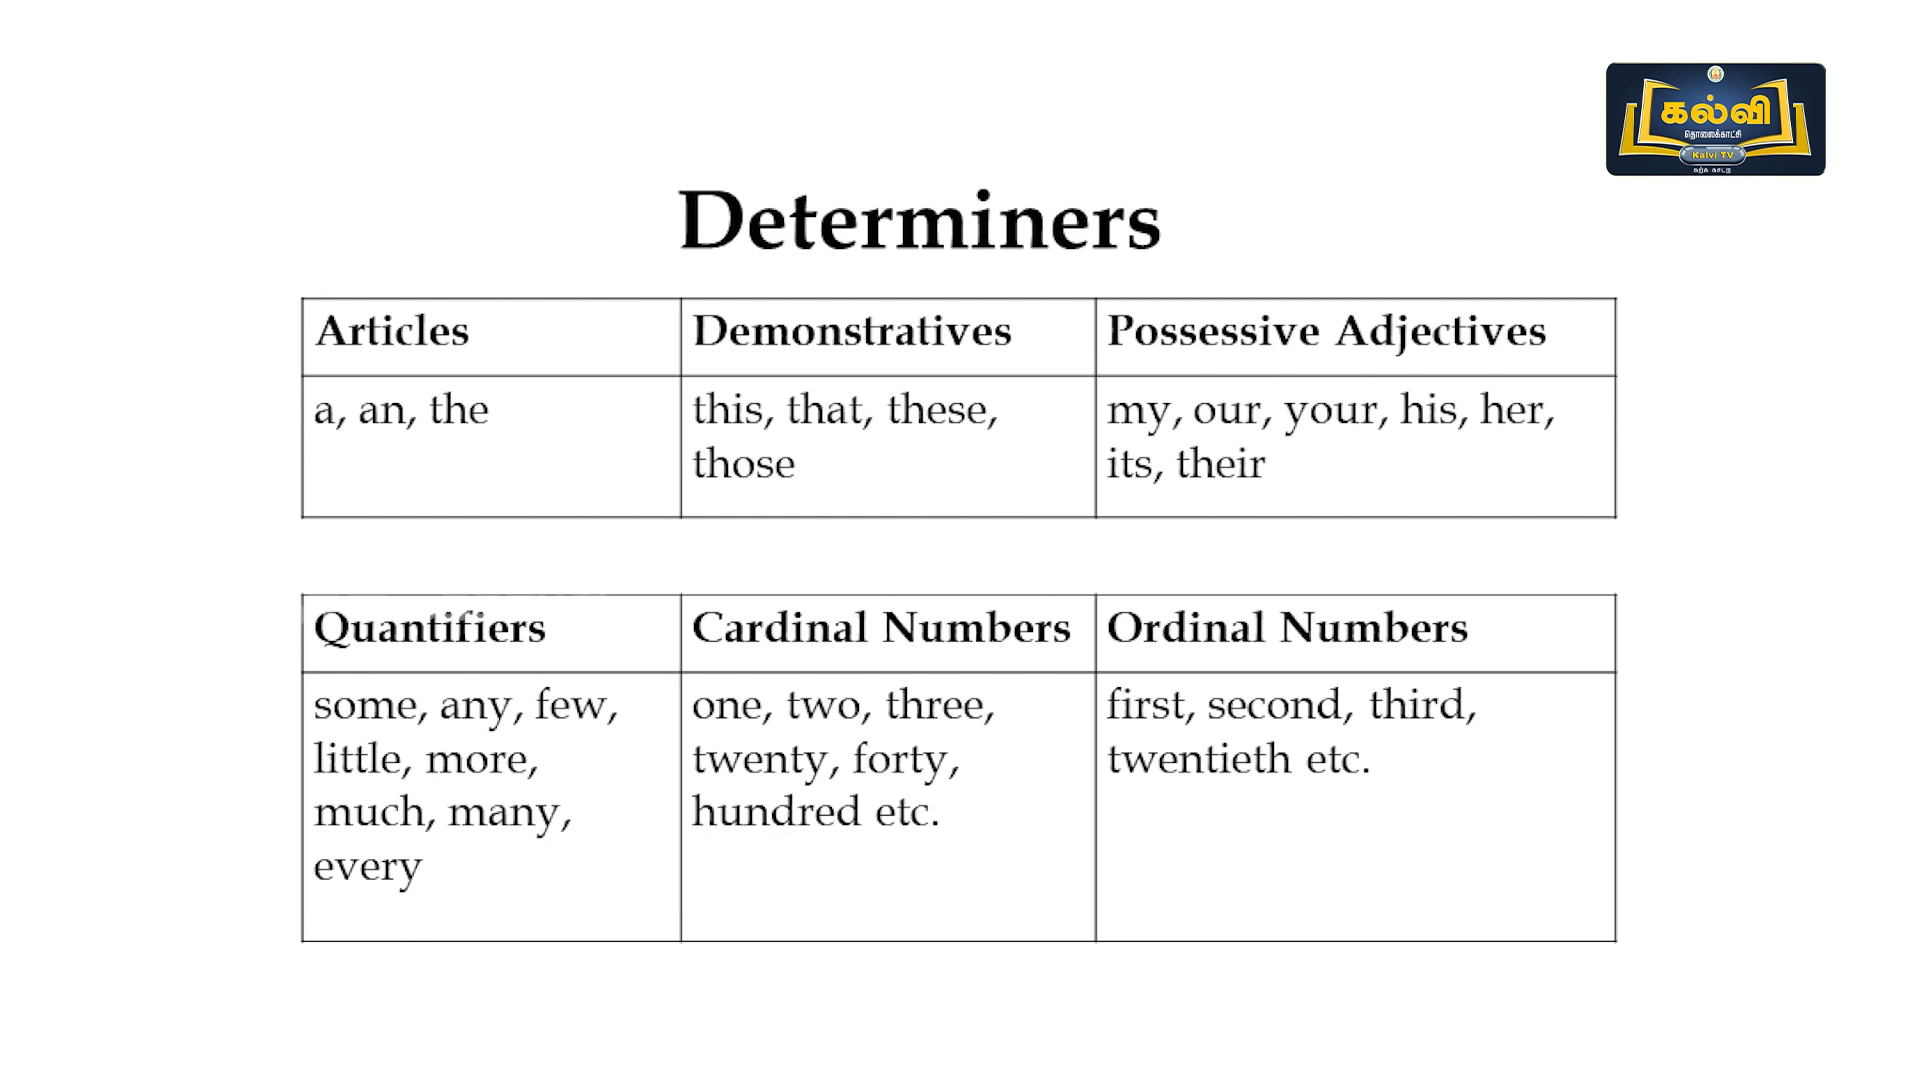 கல்வி
தொலைக்காட்சி
Kalvi TV
கற்க கசடற
Determiners
Articles
Demonstratives
Possessive Adjectives
a, an, the
this, that, these,
those
my, our, your, his, her,
its, their
Quantifiers
Cardinal Numbers
Ordinal Numbers
some, any, few,
little, more,
much, many,
every
one, two, three,
twenty, forty,
hundred etc.
first, second, third,
twentieth etc.